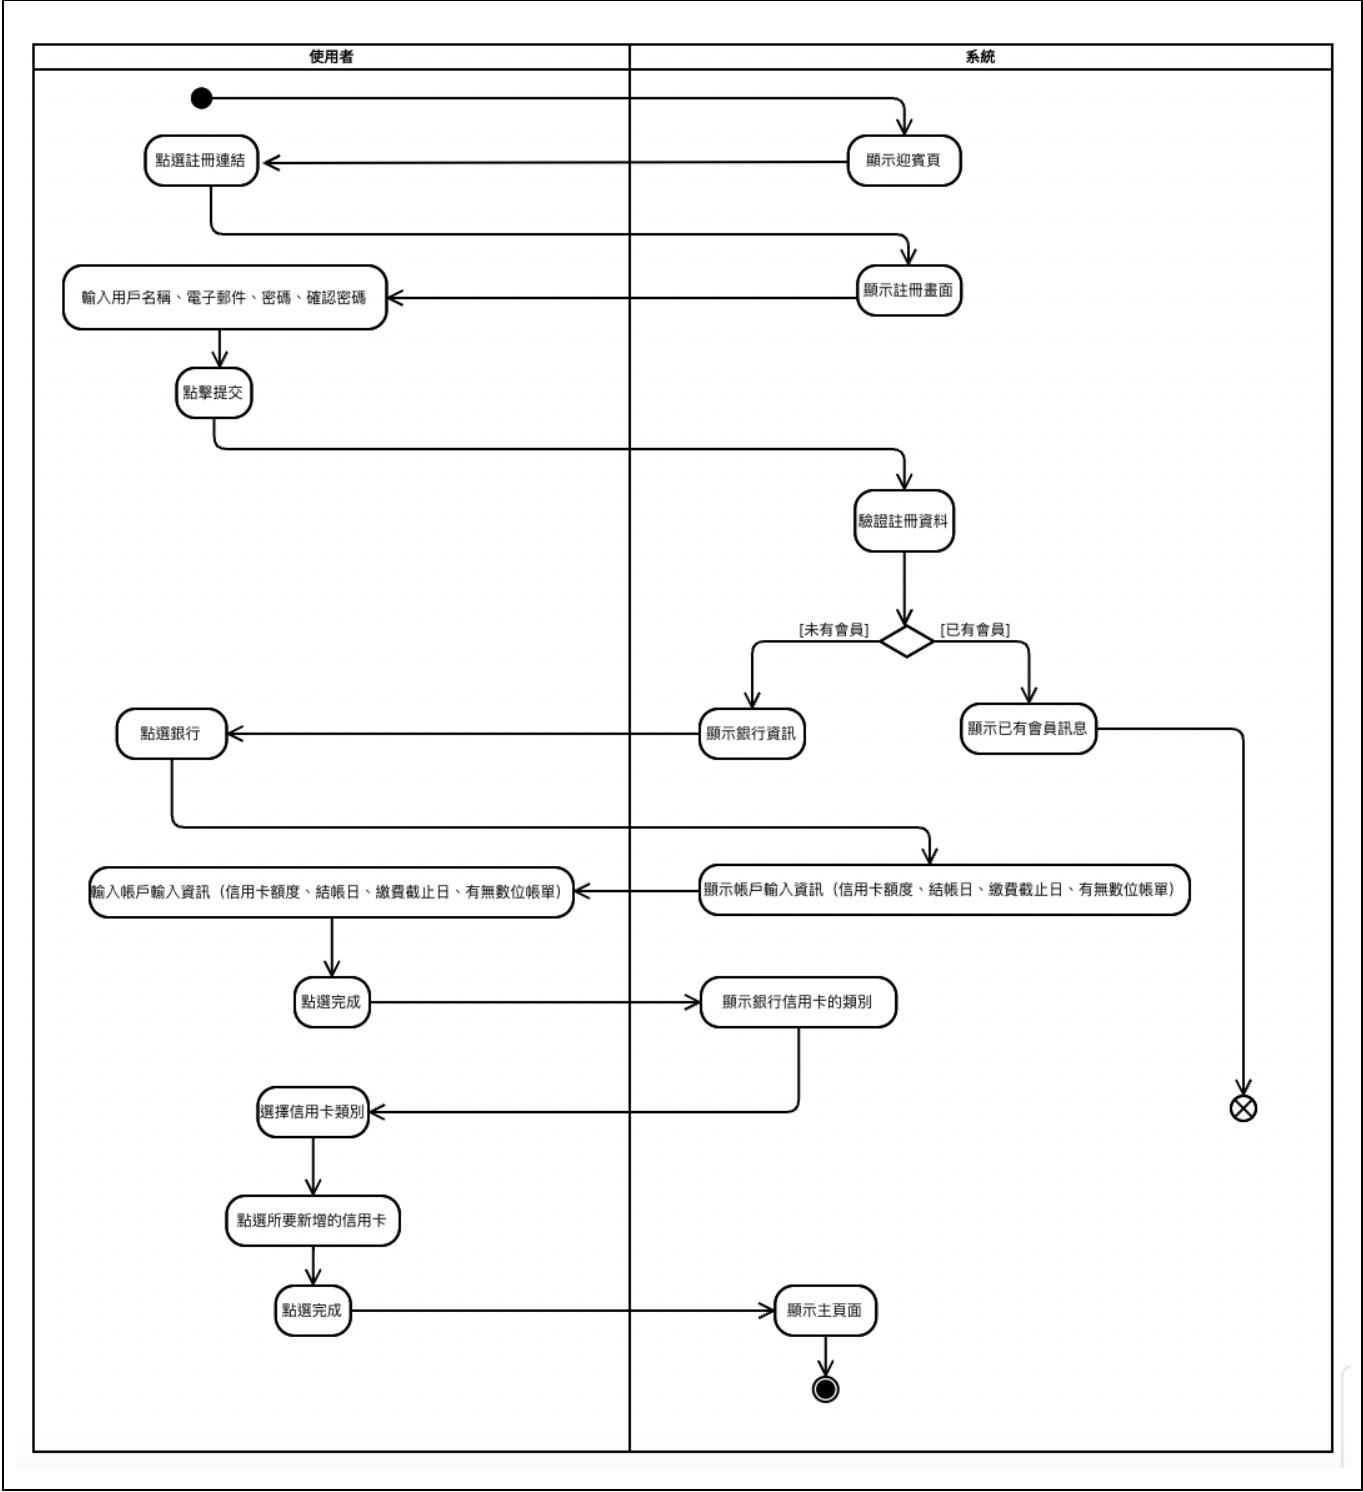 使用者
系統
顯示迎賓頁
點選註冊連結
顯示註冊畫面
輸入用戶名稱、電子郵件、密碼、確認密碼
點擊提交
驗證註冊資料
[未有會員]
[已有會員]
顯示銀行資訊
顯示已有會員訊息
點選銀行
顯示帳戶輸入資訊（信用卡額度、結帳日、繳費截止日、有無數位帳單）
輸入帳戶輸入資訊（信用卡額度、結帳日、繳費截止日、有無數位帳單）
點選完成
顯示銀行信用卡的類別
選擇信用卡類別
點選所要新增的信用卡
點選完成
顯示主頁面